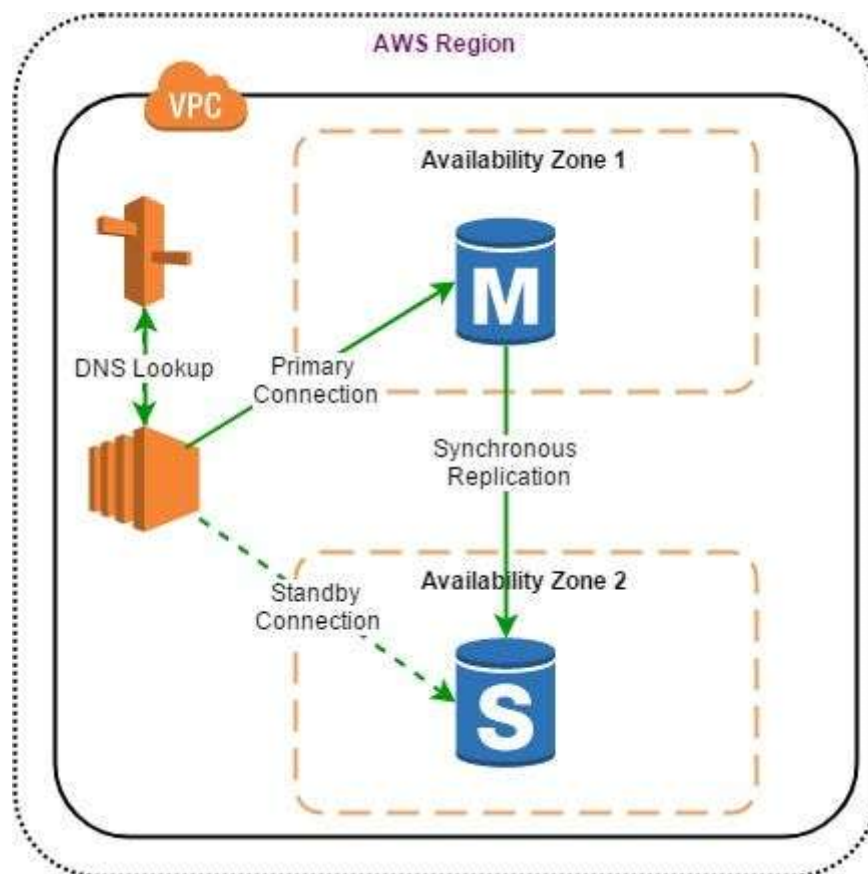 AWS Region
VPC
Availability Zone 1
M
DNS Lookup
Primary
Connection
Synchronous
Replication
Availability Zone 2
Standby
Connection
S